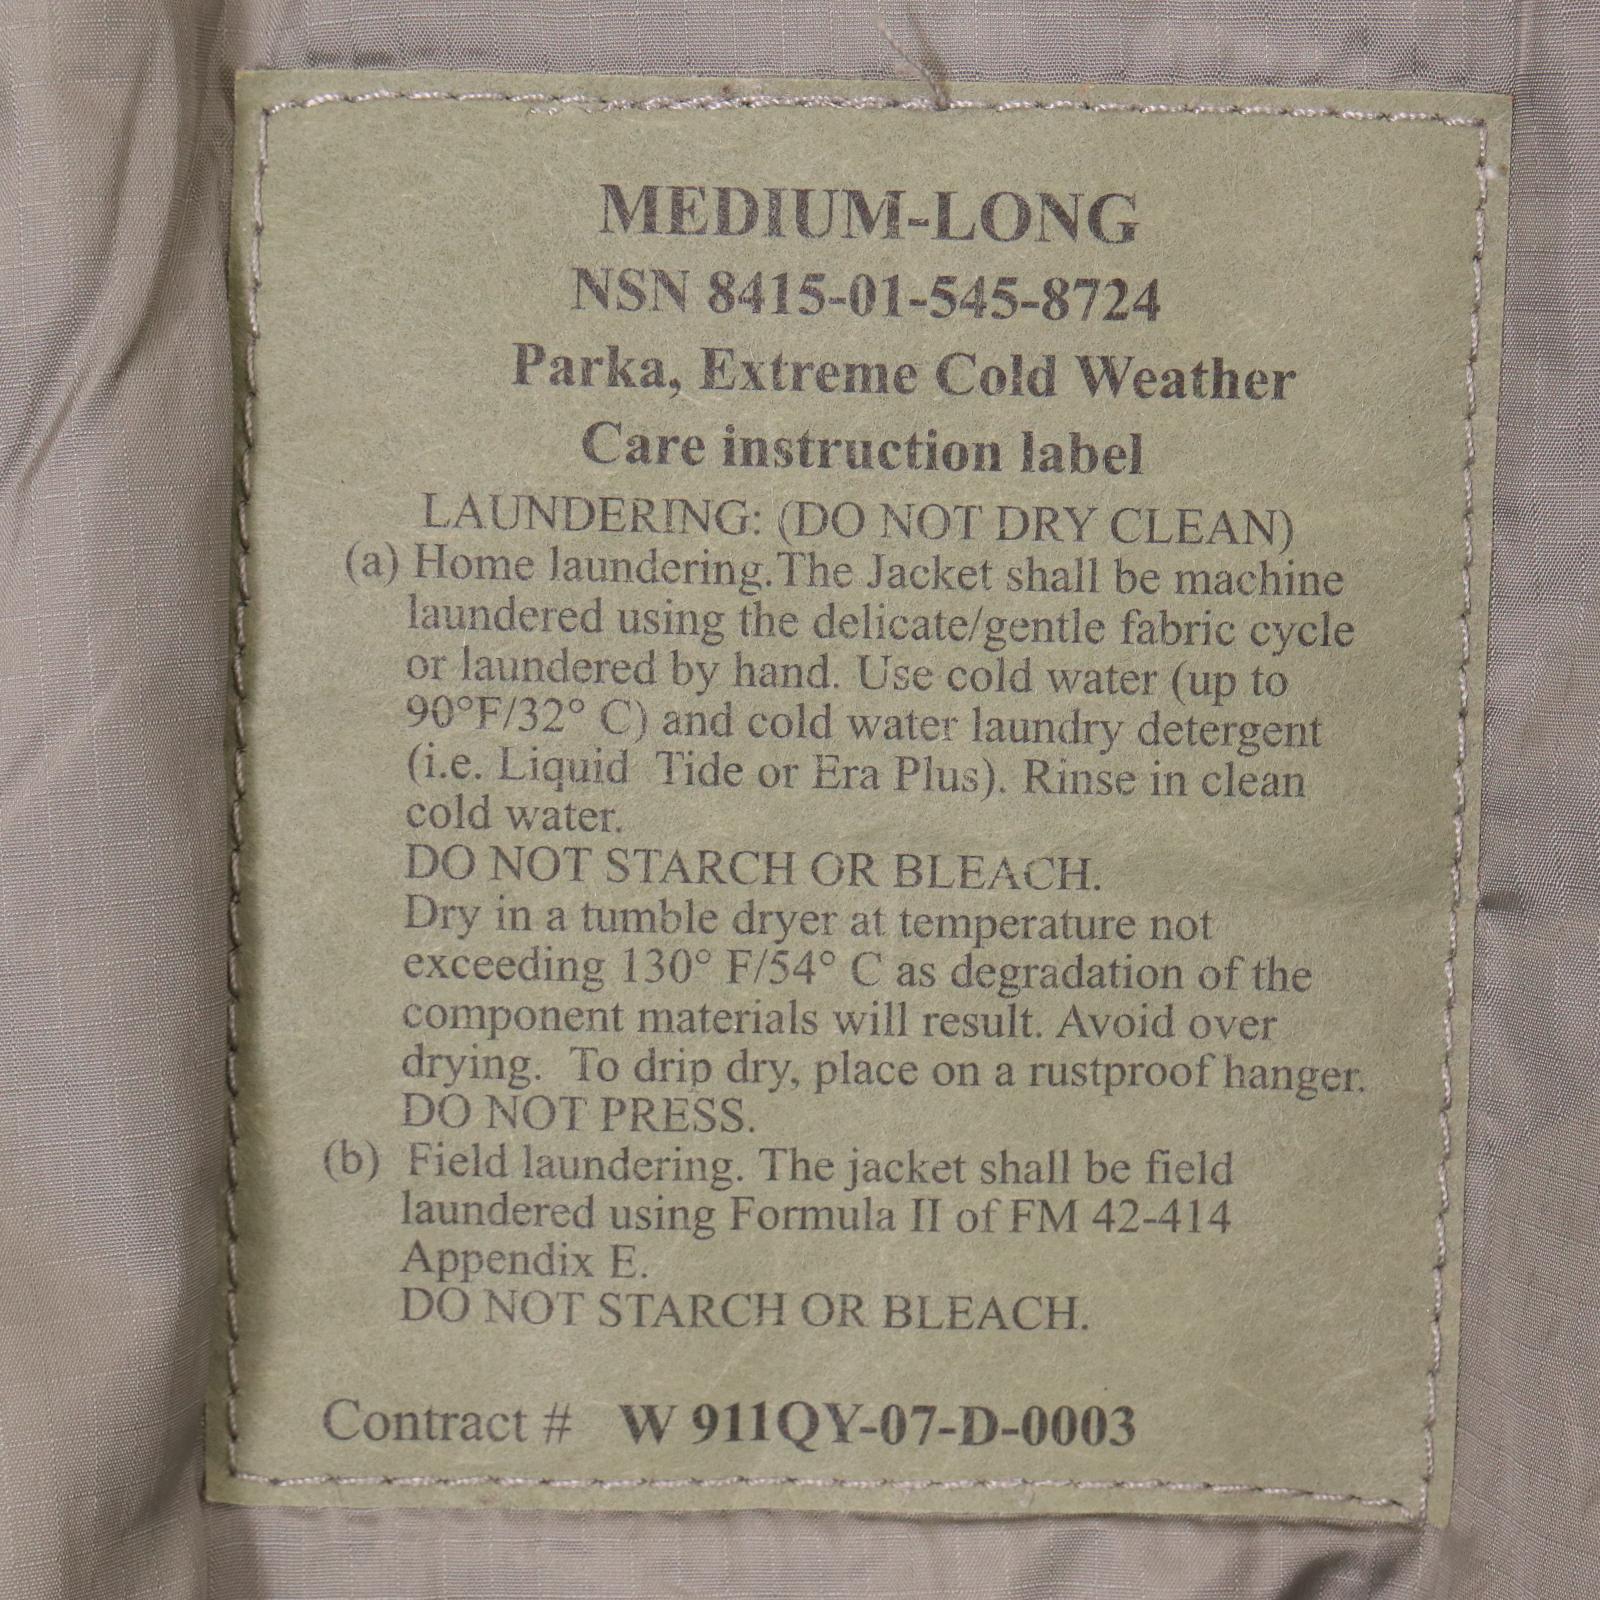 MEDIUM-LONG
NSN 8415-01-545-8724
Parka, Extreme Cold Weather
Care instruction label
LAUNDERING: (DO NOT DRY CLEAN)
(a) Home laundering.The Jacket shall be machine
laundered using the delicate/gentle fabric cycle
or laundered by hand. Use cold water (up to
90°F/32° C) and cold water laundry detergent
(i.e. Liquid Tide or Era Plus). Rinse in clean
cold water.
DO NOT STARCH OR BLEACH.
Dry in a tumble dryer at temperature not
exceeding 130° F/54° C as degradation of the
component materials will result. Avoid over
drying. To drip dry, place on a rustproof hanger.
DO NOT PRESS.
(b) Field laundering. The jacket shall be field
laundered using Formula II of FM 42-414
Appendix E.
DO NOT STARCH OR BLEACH.
Contract # W 911QY-07-D-0003